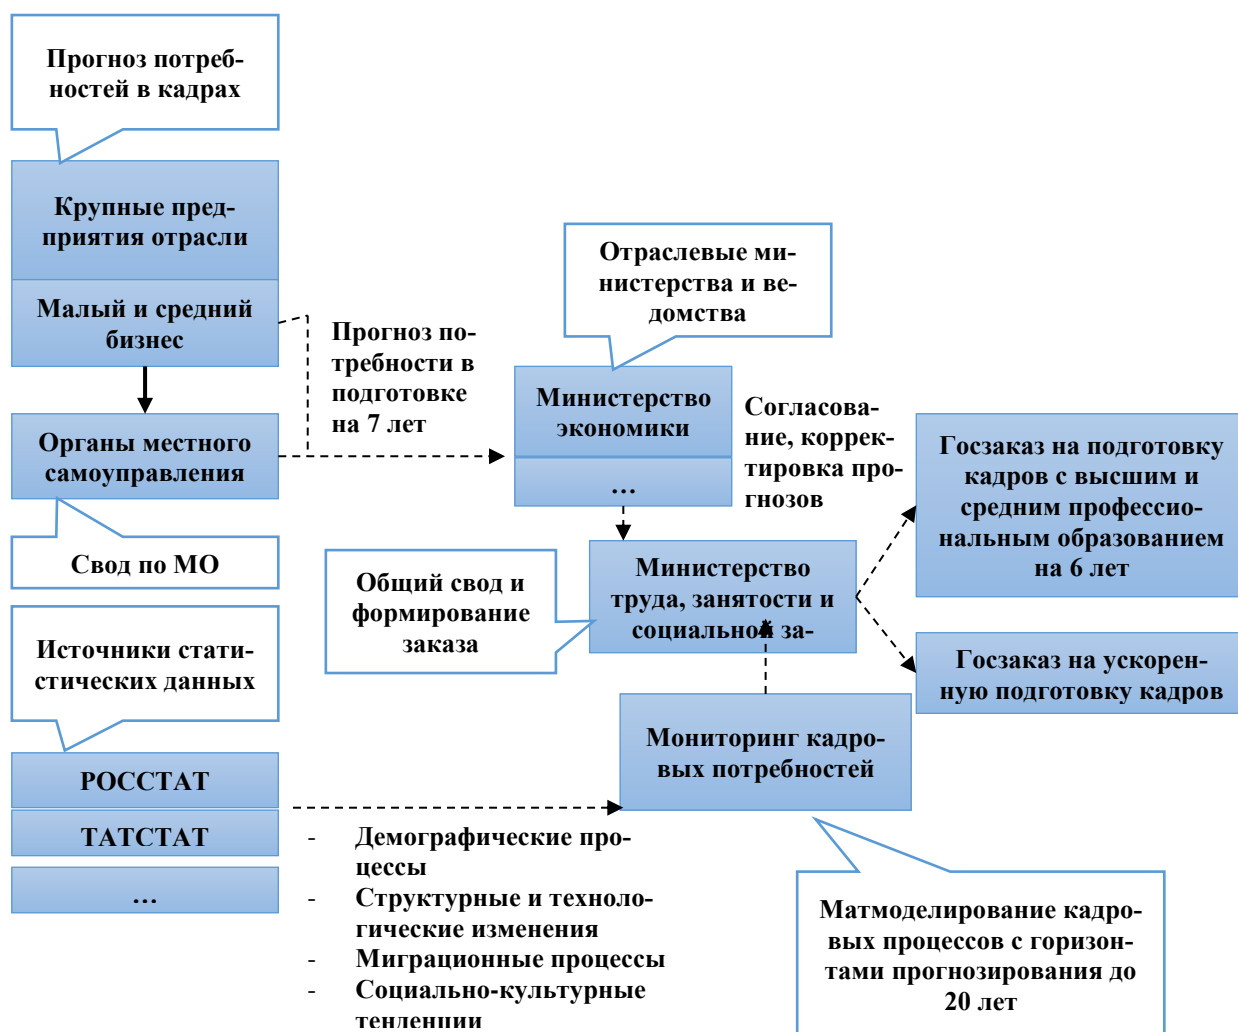 Прогноз потреб-
ностей в кадрах
Крупные пред-
приятия отрасли
Малый и средний
бизнес
Органы местного
самоуправления
Свод по МО
Прогноз по-
требности в
подготовке
на 7 лет
Отраслевые ми-
нистерства и ве-
домства
Министерство
экономики
...
Согласова-
ние, коррек-
тировка про-
гнозов
Общий свод и
формирование
заказа
Министерство
труда, занятости и
социальной за-
Госзаказ на подготовку
кадров с высшим и
средним профессио-
нальным образованием
на 6 лет
Госзаказ на ускорен-
ную подготовку кадров
Источники стати-
стических данных
РОССТАТ
ТАТСТАТ
...
- Демографические про-
цессы
- Структурные и техноло-
гические изменения
- Миграционные процессы
- Социально-культурные
тенденции
Мониторинг кадро-
вых потребностей
Матмоделирование кадро-
вых процессов с горизон-
тами прогнозирования до
20 лет